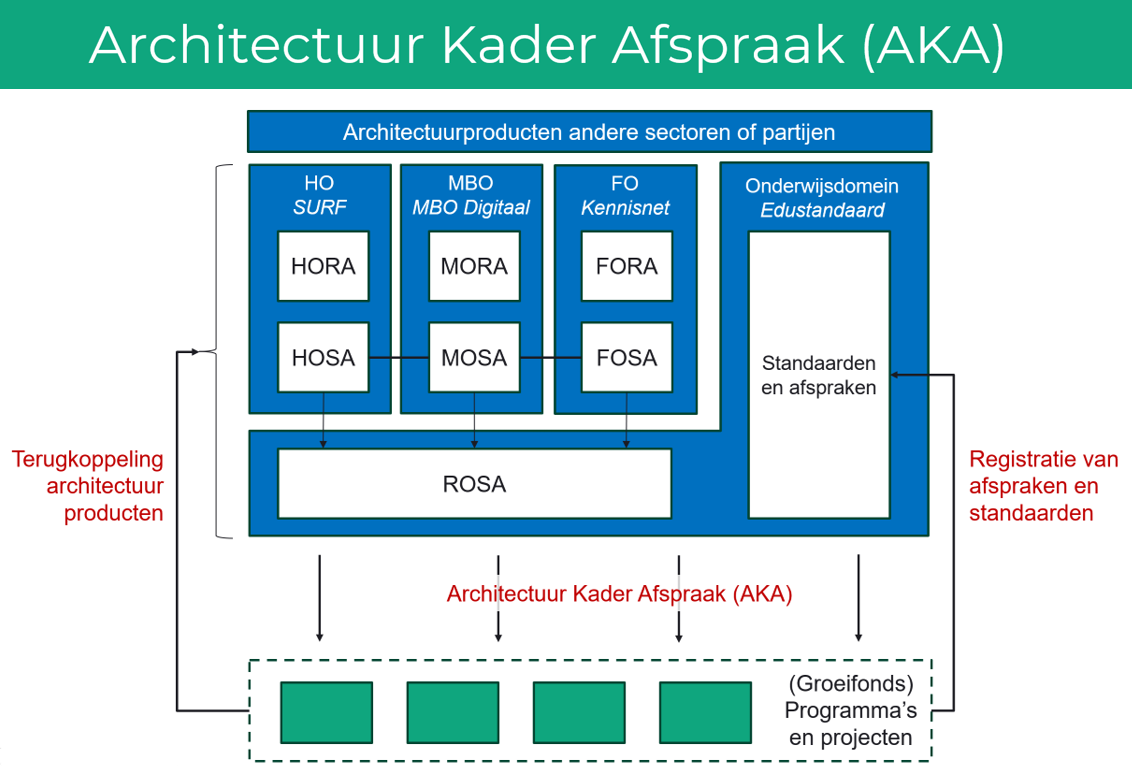 Architectuur Kader Afspraak (AKA)
Architectuurproducten andere sectoren of partijen
HO
SURF
MBO
MBO Digitaal
FO
Kennisnet
Onderwijsdomein
Edustandaard
HORA
MORA
FORA
HOSA
MOSA
FOSA
Standaarden
en afspraken
ROSA
Terugkoppeling
architectuur
producten
Registratie van
afspraken en
standaarden
Architectuur Kader Afspraak (AKA)
(Groeifonds)
Programma's
en projecten